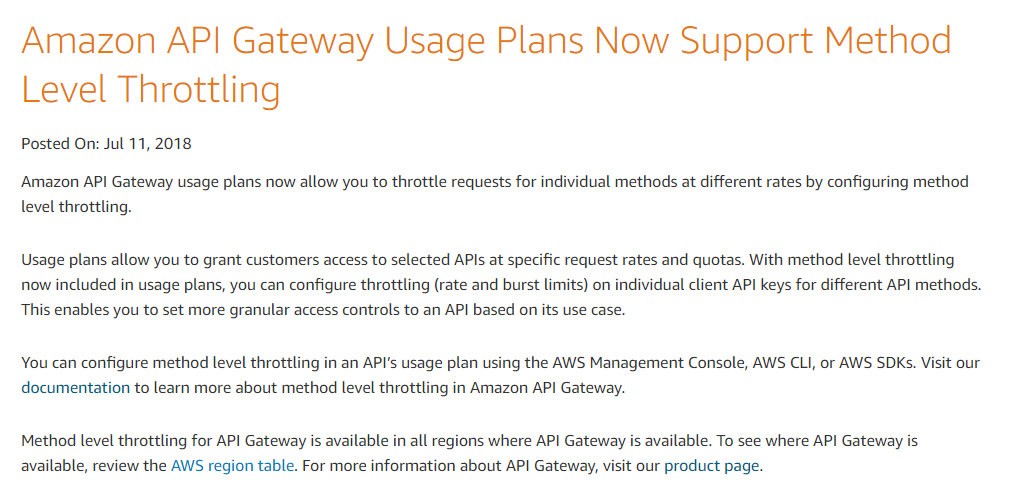 Amazon API Gateway Usage Plans Now Support Method
Level Throttling
Posted On: Jul 11, 2018
Amazon API Gateway usage plans now allow you to throttle requests for individual methods at different rates by configuring method
level throttling.
Usage plans allow you to grant customers access to selected APIs at specific request rates and quotas. With method level throttling
now included in usage plans, you can configure throttling (rate and burst limits) on individual client API keys for different API methods.
This enables you to set more granular access controls to an API based on its use case.
You can configure method level throttling in an API’s usage plan using the AWS Management Console, AWS CLI, or AWS SDKs. Visit our
documentation to learn more about method level throttling in Amazon API Gateway.
Method level throttling for API Gateway is available in all regions where API Gateway is available. To see where API Gateway is
available, review the AWS region table. For more information about API Gateway, visit our product page.